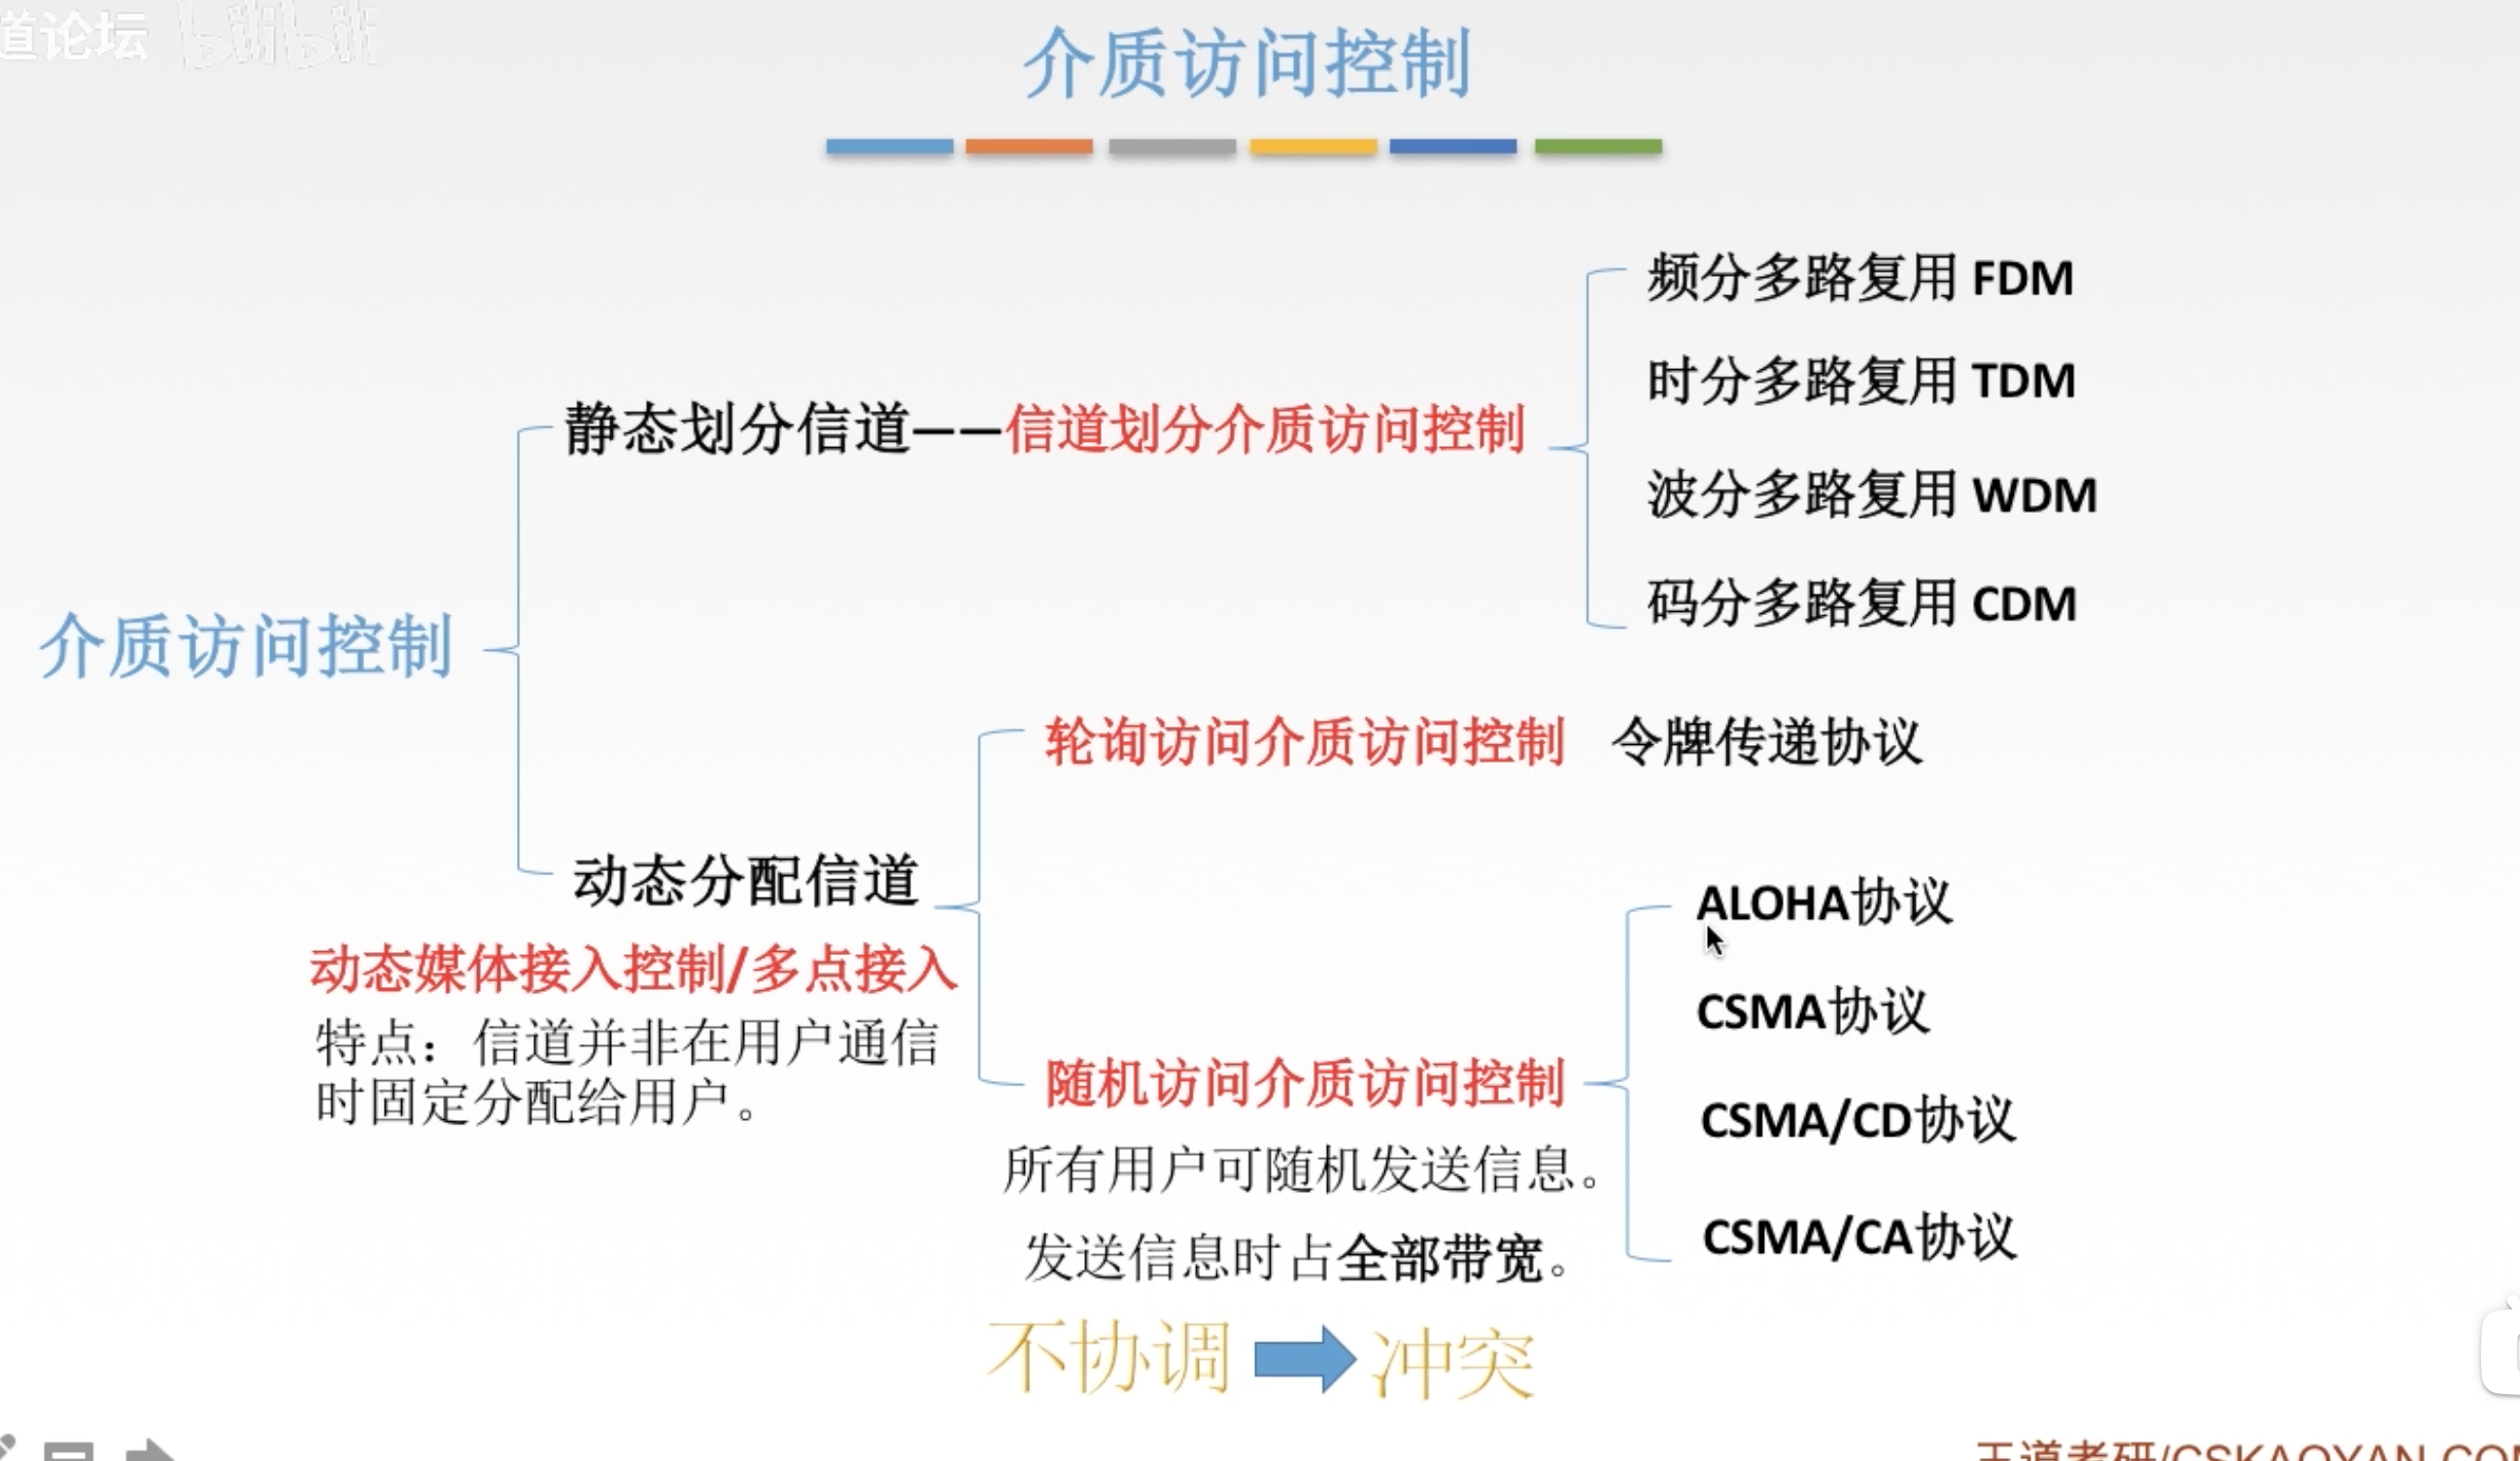 道论坛 bilibili
介质访问控制
频分多路复用 FDM
时分多路复用 TDM
静态划分信道——信道划分介质访问控制
波分多路复用 WDM
码分多路复用 CDM
介质访问控制
轮询访问介质访问控制 令牌传递协议
动态分配信道
ALOHA协议
动态媒体接入控制/多点接入
CSMA协议
特点：信道并非在用户通信
时固定分配给用户。
随机访问介质访问控制
CSMA/CD协议
所有用户可随机发送信息。
CSMA/CA协议
发送信息时占全部带宽。
不协调 冲突
王道考研/CSKAOYAN.COM